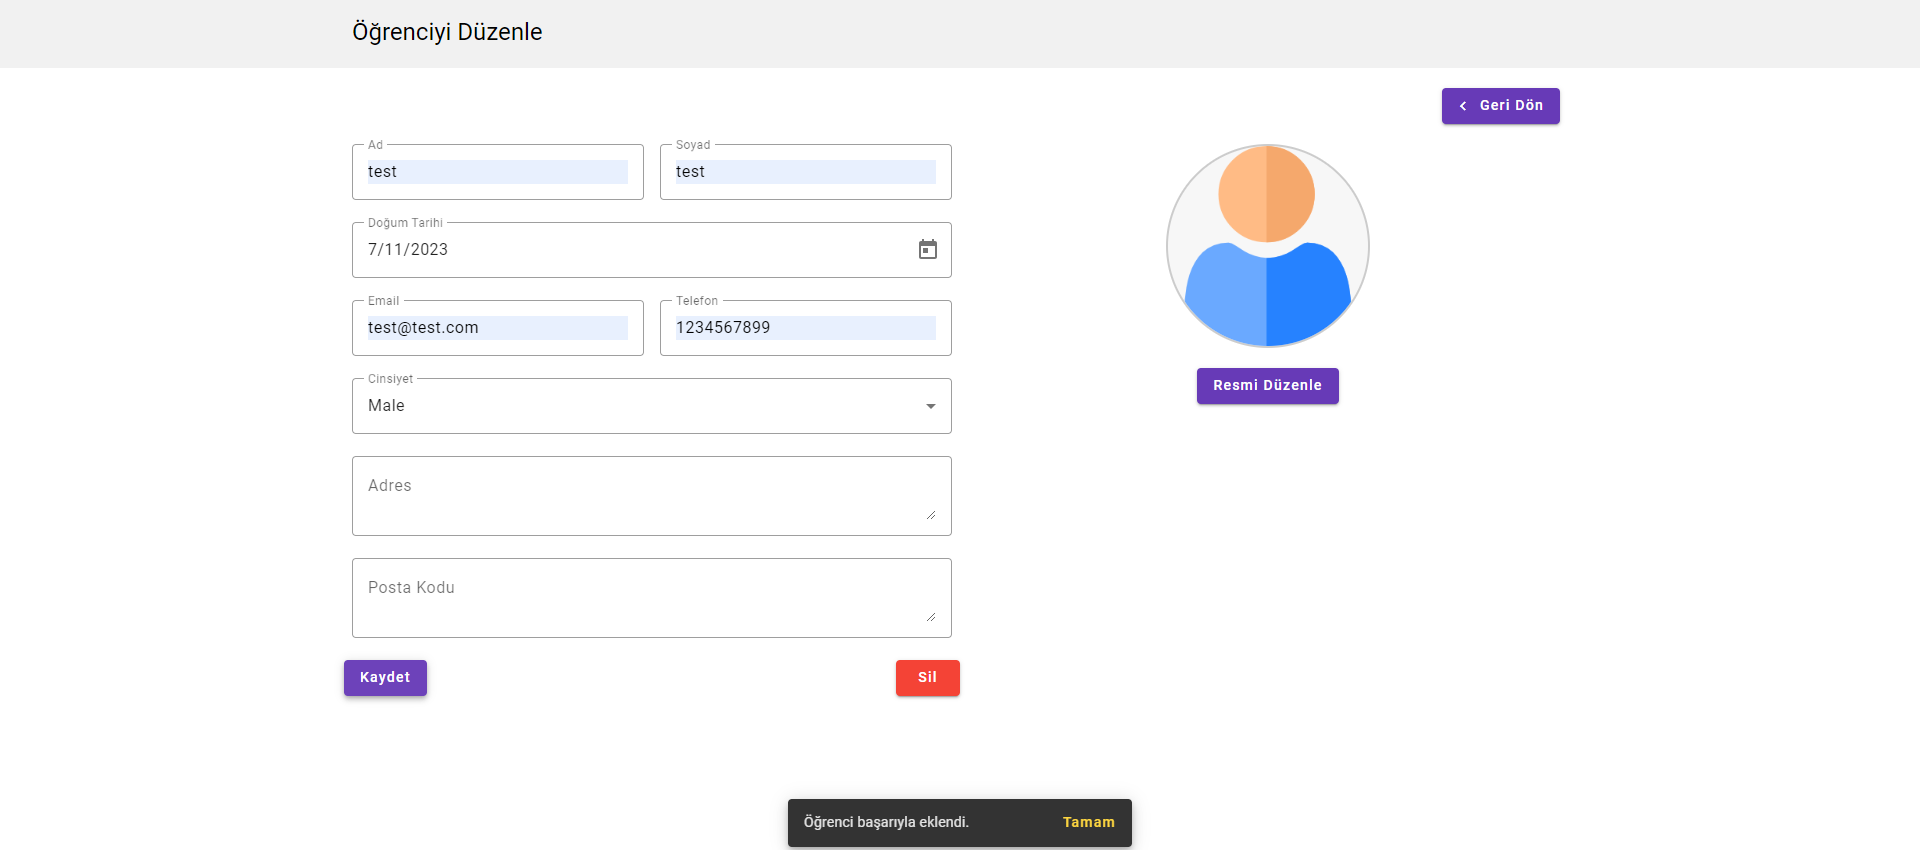 Öğrenciyi Düzenle
Geri Dön
Ad
test
Soyad
test
Doğum Tarihi
7/11/2023
Email
test@test.com
Telefon
1234567899
Cinsiyet
Male
Adres
Posta Kodu
Kaydet
Sil
Resmi Düzenle
Öğrenci başarıyla eklendi.
Tamam